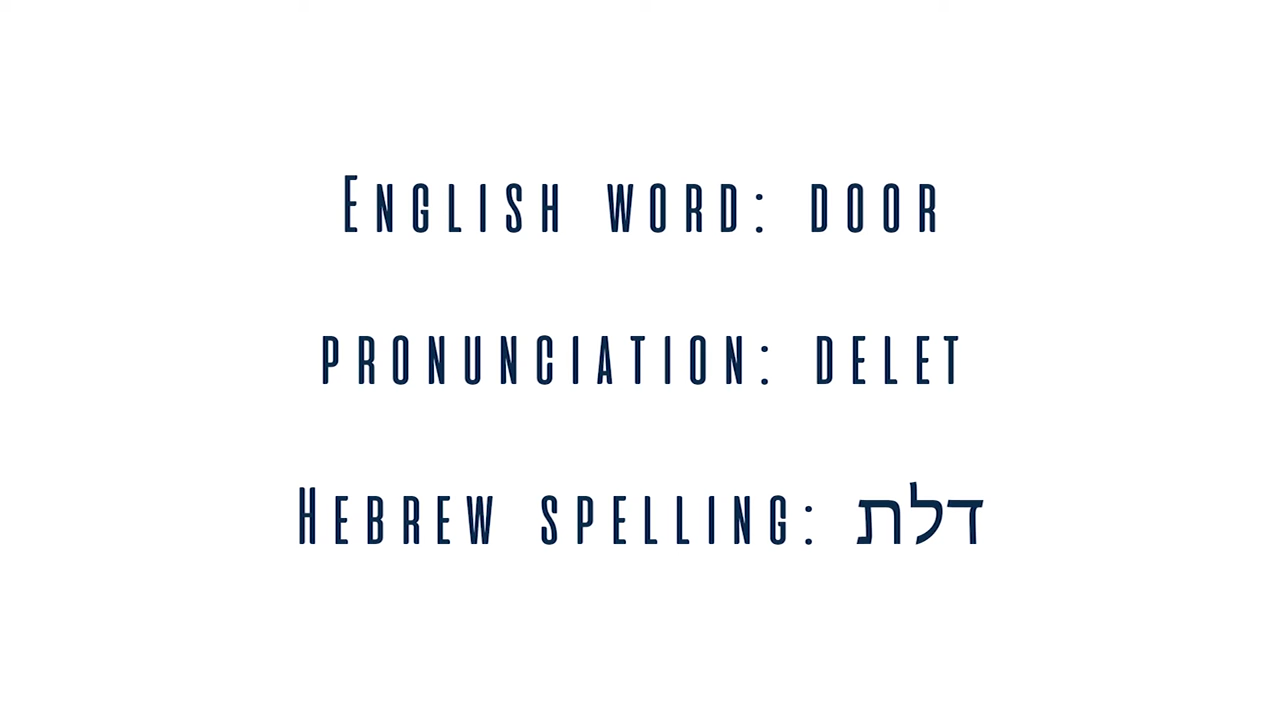 English word: door
pronunciation: delet
Hebrew spelling: דלת